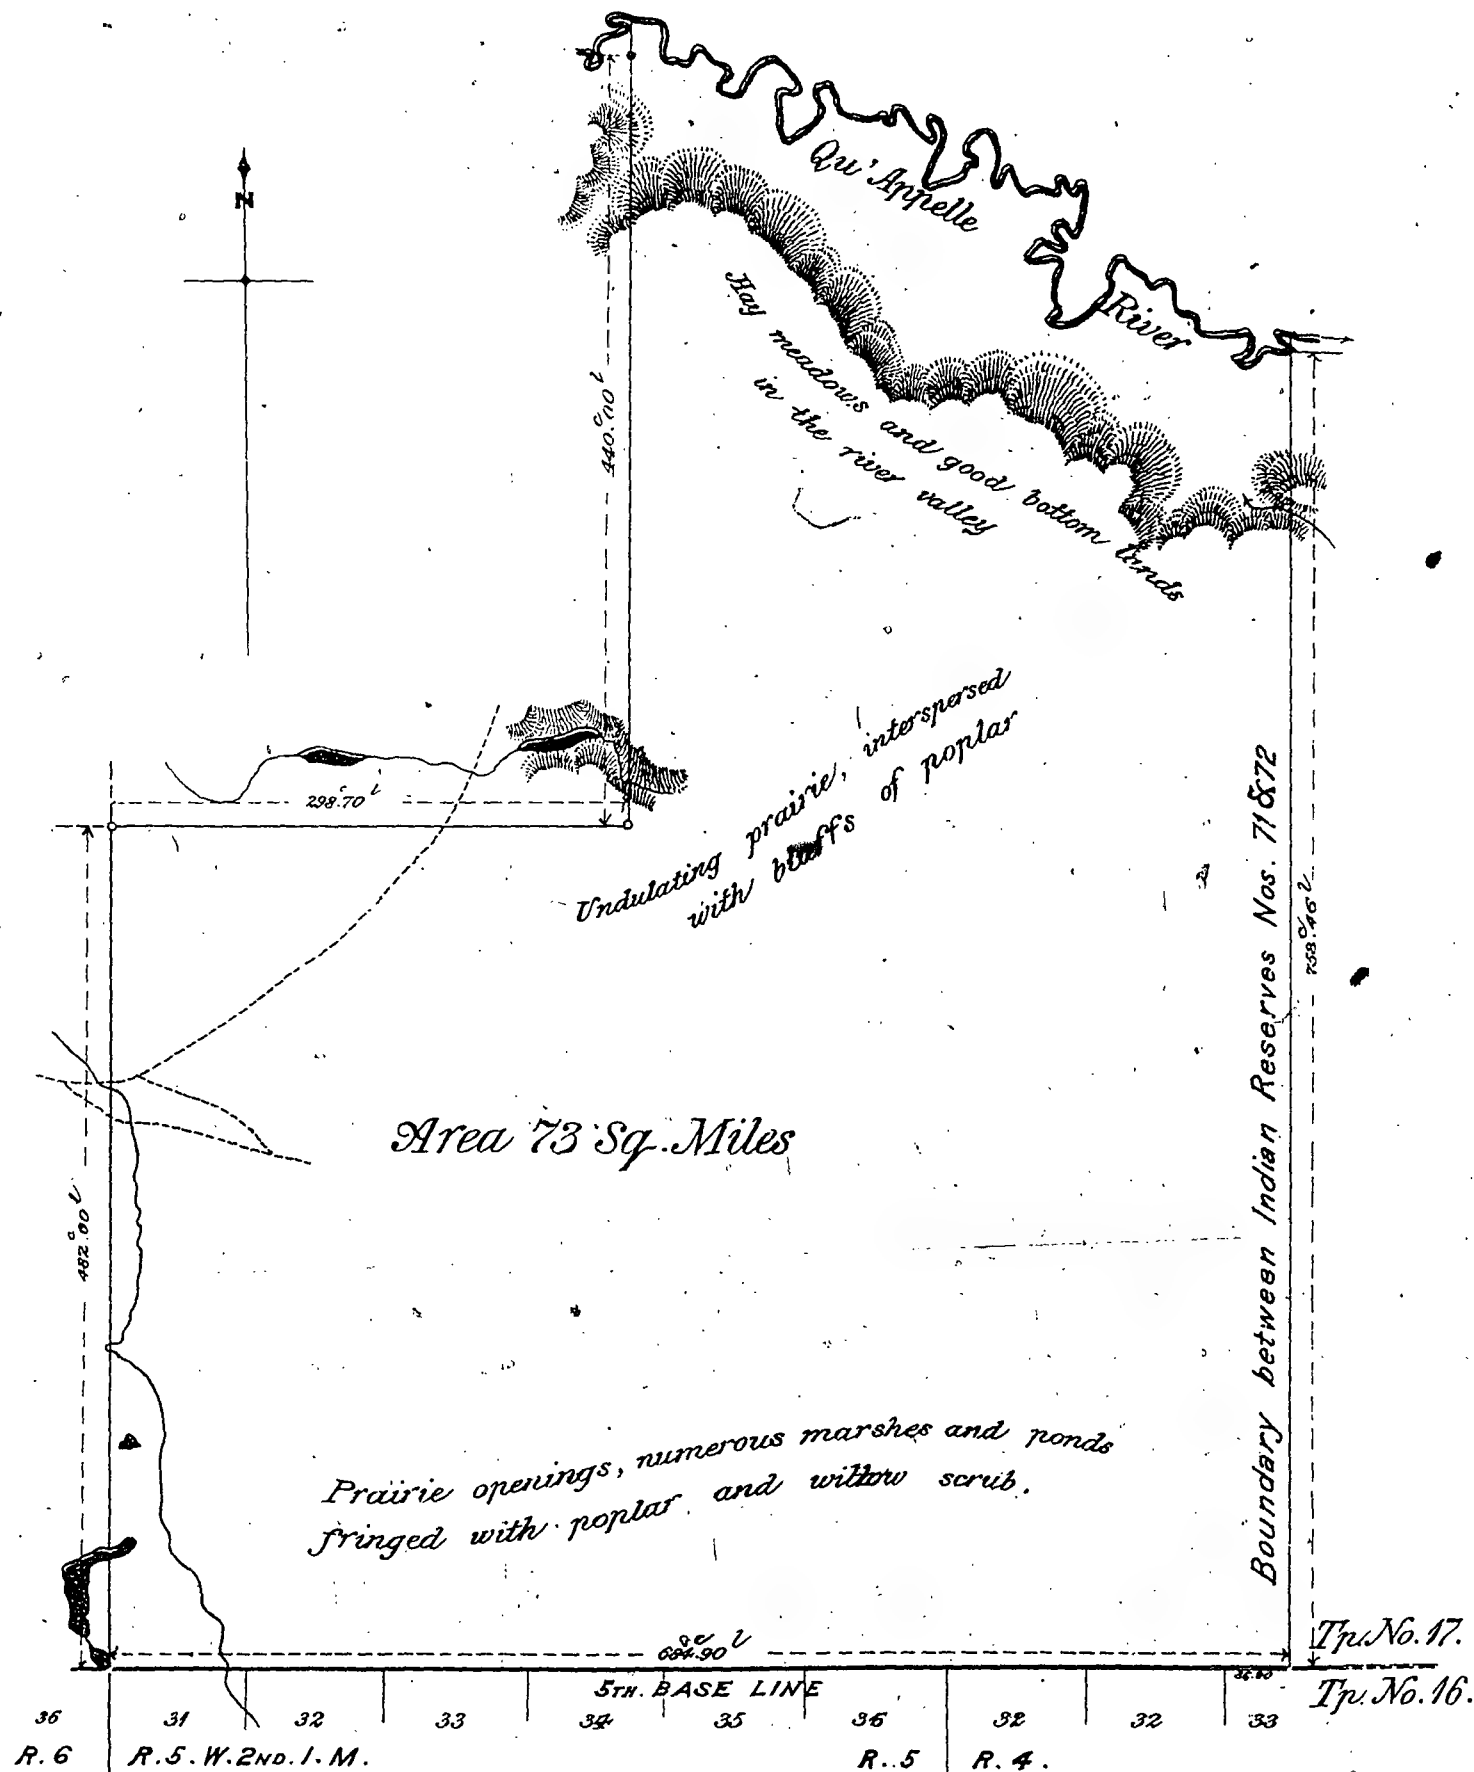 N
Qu'Appelle
River
Hay meadows and good bottom lands
in the river valley
440.00
298.70
Undulating prairie, interspersed
with bluffs of poplar
Boundary between Indian Reserves Nos. 71 & 72
758.46
482.00
Area 73 Sq. Miles
Prairie openings, numerous marshes and ponds
fringed with poplar and willow scrub.
684.90
Tp. No. 17.
5TH. BASE LINE
Tp. No. 16.
36 31 32 33 34 35 36 32 32 33
R. 6 R. 5. W. 2ND. I. M. R. 5 R. 4.